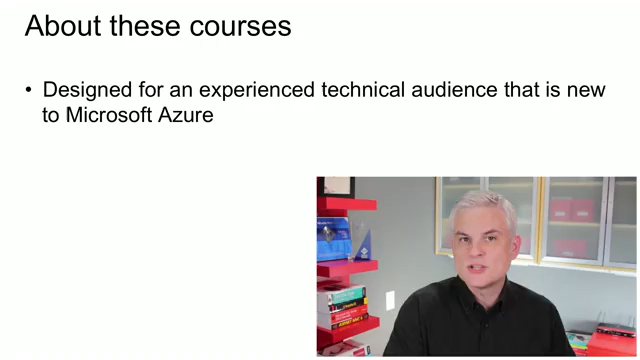 About these courses
• Designed for an experienced technical audience that is new
to Microsoft Azure